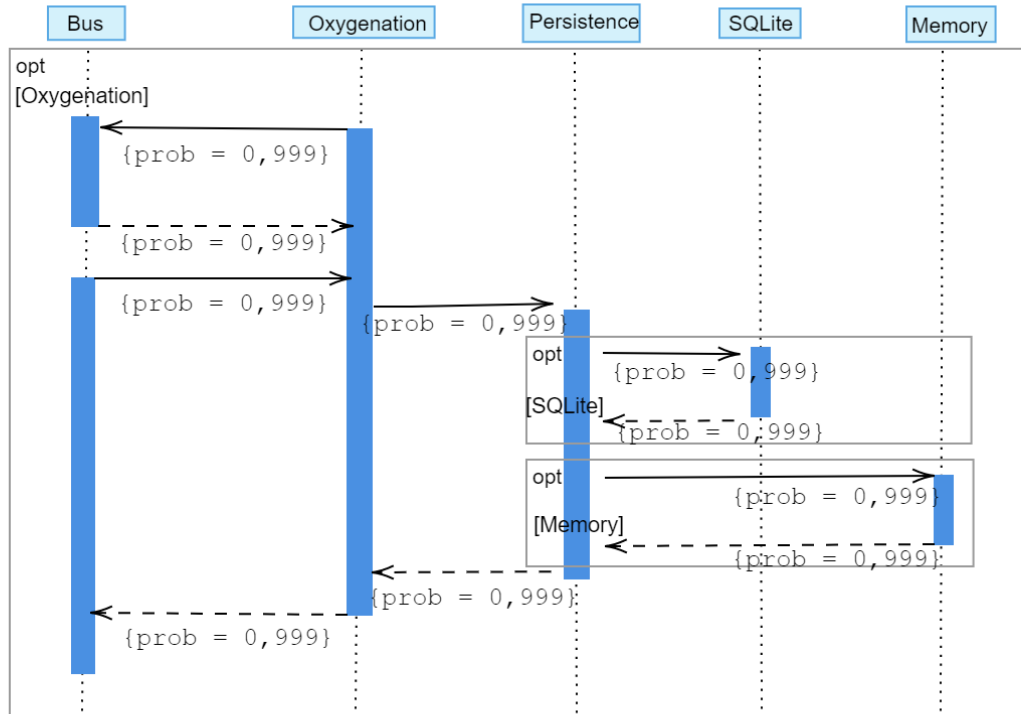 Bus
Oxygenation
Persistence
SQLite
Memory
opt
[Oxygenation]
{prob = 0,999}
{prob = 0,999}
{prob = 0,999}
{prob = 0,999}
opt
{prob = 0,999}
[SQLite]
{prob = 0,999}
opt
{prob = 0,999}
[Memory]
{prob = 0,999}
{prob = 0,999}
{prob = 0,999}